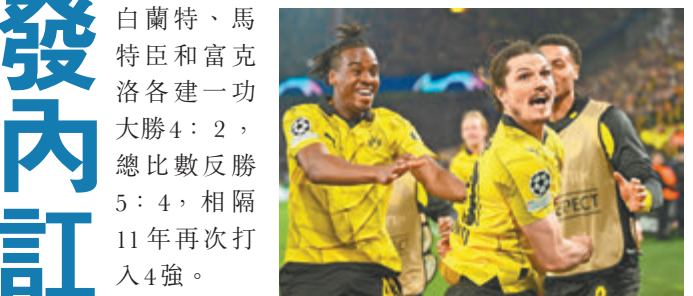 發內訌
白蘭特、馬
特臣和富克
洛各建一功
大勝4：2，
總比數反勝
5：4，相隔
11年再次打
入4強。
EPECT